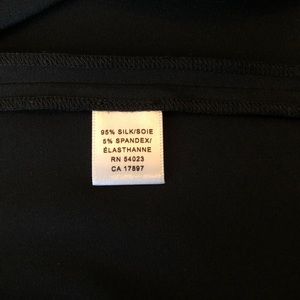 95% SILK/SOIE
5% SPANDEX/
ÉLASTHANNE
RN 54023
CA 17897